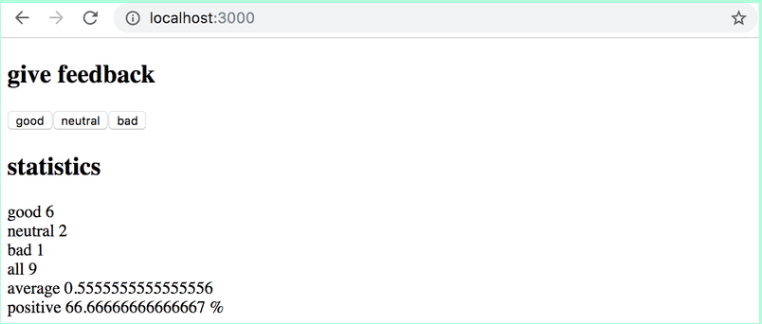 localhost:3000
give feedback
good neutral bad
statistics
good 6
neutral 2
bad 1
all 9
average 0.5555555555555556
positive 66.66666666666667 %